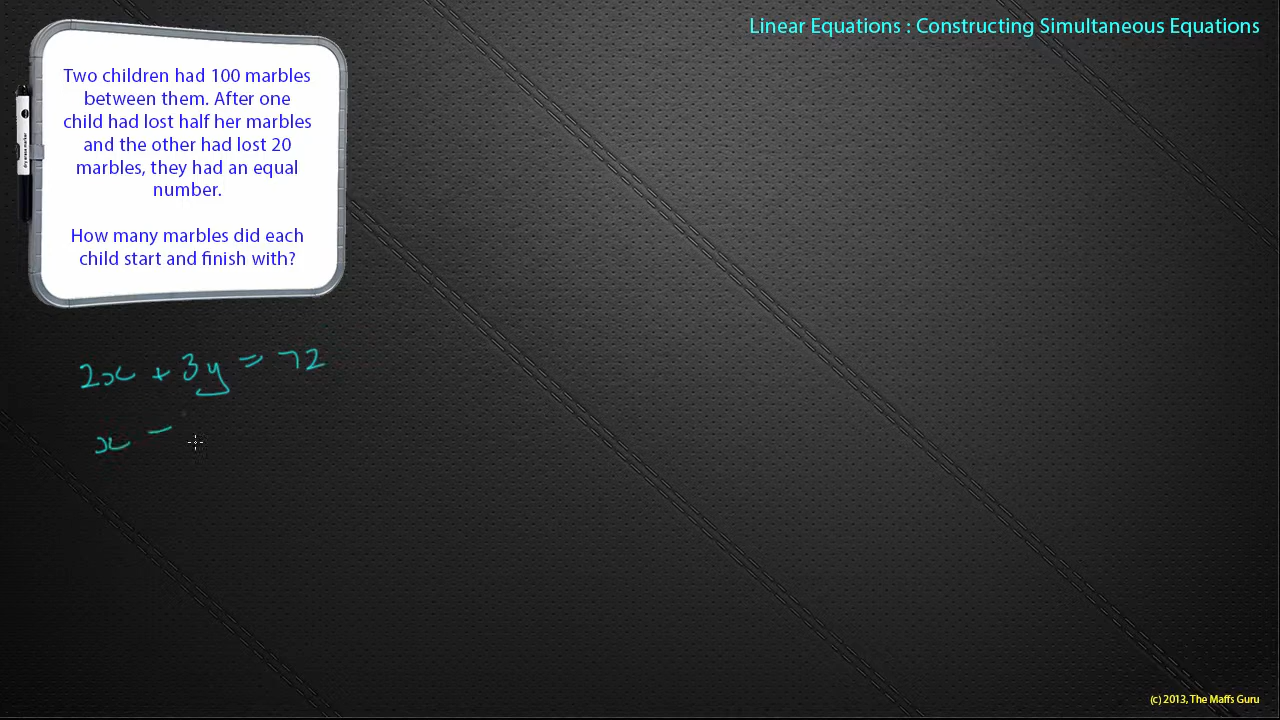 Linear Equations : Constructing Simultaneous Equations
Two children had 100 marbles
between them. After one
child had lost half her marbles
and the other had lost 20
marbles, they had an equal
number.
How many marbles did each
child start and finish with?
2x + 3y = 72
x -
(c) 2013, The Maffs Guru